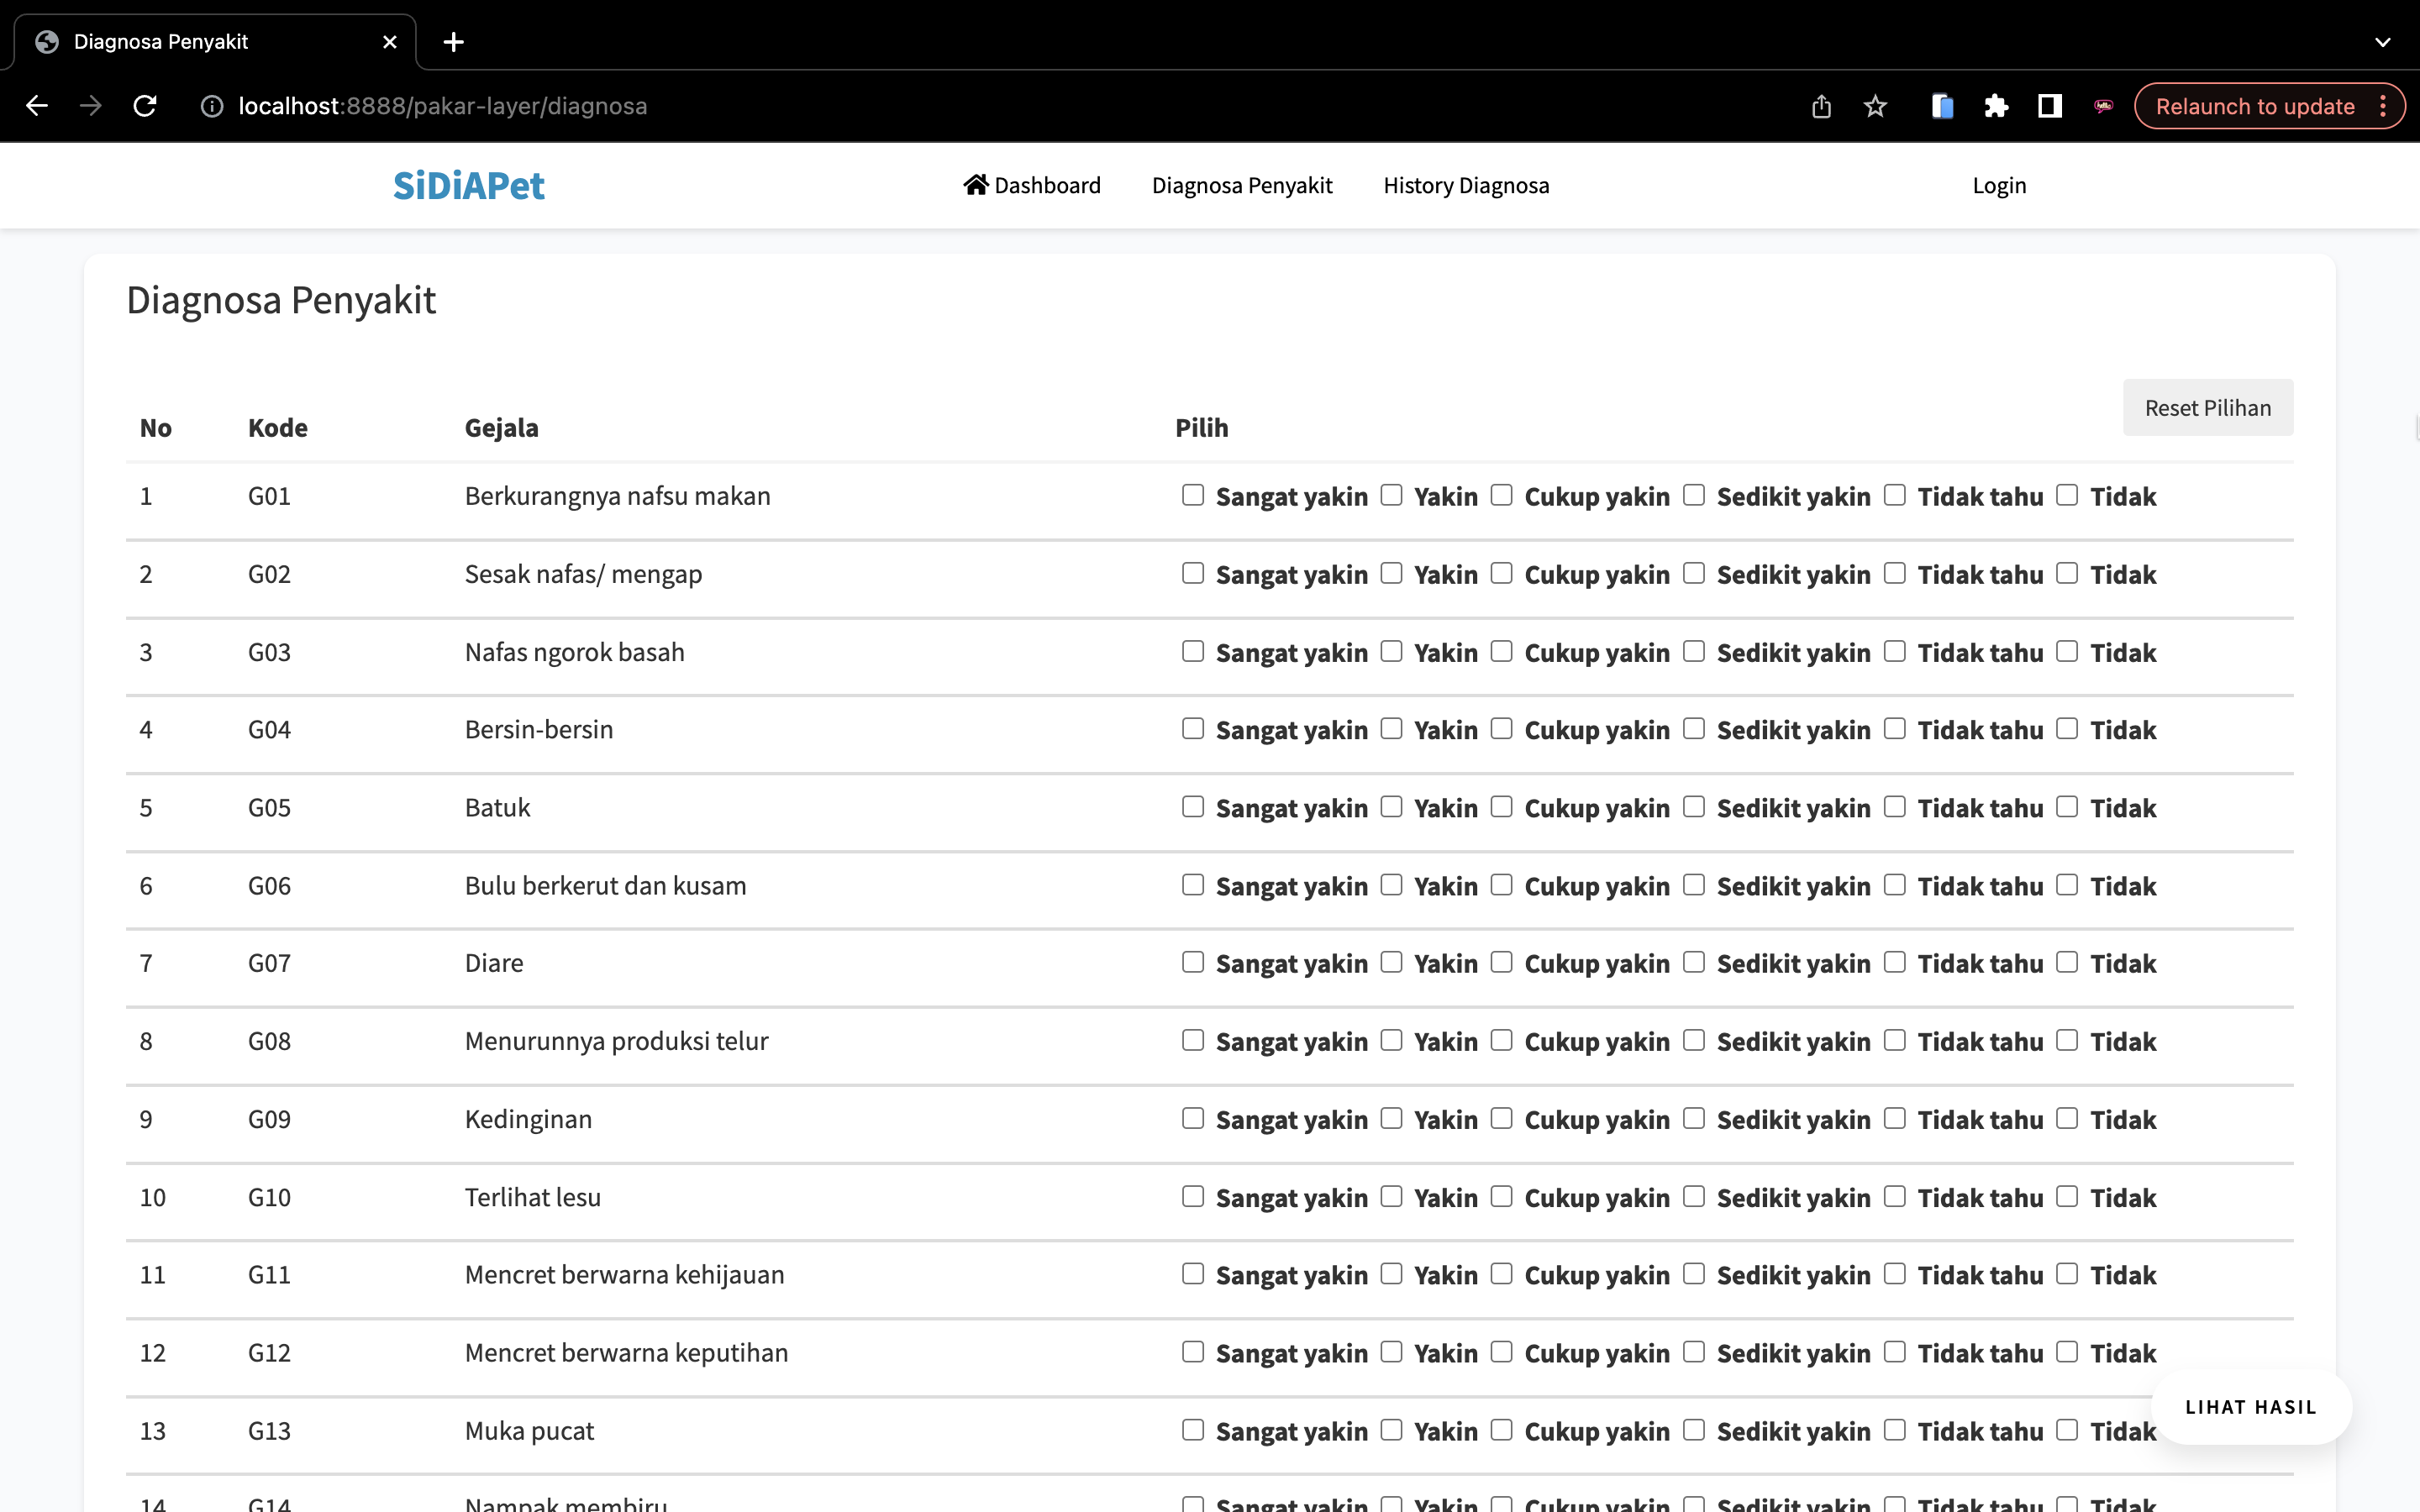 Diagnosa Penyakit
localhost:8888/pakar-layer/diagnosa
Relaunch to update
SiDiAPet
Dashboard Diagnosa Penyakit History Diagnosa Login
Diagnosa Penyakit
Reset Pilihan
No Kode Gejala Pilih
1 G01 Berkurangnya nafsu makan Sangat yakin Yakin Cukup yakin Sedikit yakin Tidak tahu Tidak
2 G02 Sesak nafas/ mengap Sangat yakin Yakin Cukup yakin Sedikit yakin Tidak tahu Tidak
3 G03 Nafas ngorok basah Sangat yakin Yakin Cukup yakin Sedikit yakin Tidak tahu Tidak
4 G04 Bersin-bersin Sangat yakin Yakin Cukup yakin Sedikit yakin Tidak tahu Tidak
5 G05 Batuk Sangat yakin Yakin Cukup yakin Sedikit yakin Tidak tahu Tidak
6 G06 Bulu berkerut dan kusam Sangat yakin Yakin Cukup yakin Sedikit yakin Tidak tahu Tidak
7 G07 Diare Sangat yakin Yakin Cukup yakin Sedikit yakin Tidak tahu Tidak
8 G08 Menurunnya produksi telur Sangat yakin Yakin Cukup yakin Sedikit yakin Tidak tahu Tidak
9 G09 Kedinginan Sangat yakin Yakin Cukup yakin Sedikit yakin Tidak tahu Tidak
10 G10 Terlihat lesu Sangat yakin Yakin Cukup yakin Sedikit yakin Tidak tahu Tidak
11 G11 Mencret berwarna kehijauan Sangat yakin Yakin Cukup yakin Sedikit yakin Tidak tahu Tidak
12 G12 Mencret berwarna keputihan Sangat yakin Yakin Cukup yakin Sedikit yakin Tidak tahu Tidak
LIHAT HASIL
13 G13 Muka pucat Sangat yakin Yakin Cukup yakin Sedikit yakin Tidak tahu Tidak
14 G14 Nampak membiru Sangat yakin Yakin Cukup yakin Sedikit yakin Tidak tahu Tidak